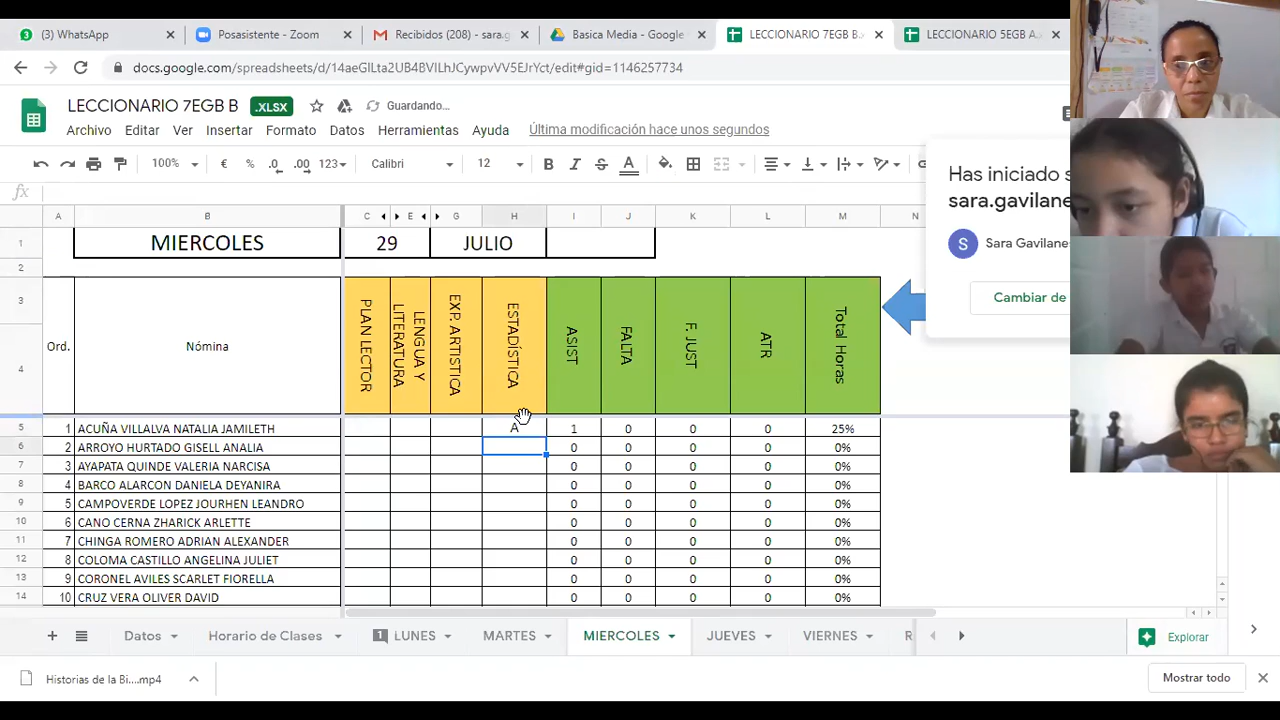 (3) WhatsApp
Posasistente - Zoom
Recibidos (208) - sara.g
Basica Media - Google
LECCIONARIO 7EGB B.
LECCIONARIO 5EGB A.
docs.google.com/spreadsheets/d/14aeGlLta2UB4BVILhJCywpvVV5EJrYct/edit#gid=1146257734
LECCIONARIO 7EGB B
.XLSX
Guardando...
Archivo Editar Ver Insertar Formato Datos Herramientas Ayuda
Última modificación hace unos segundos
100%
€ % .0 .00 123
Calibri
12
B I S A
fx
Has iniciado s
sara.gavilane
S
Sara Gavilane
Cambiar de
A B C E G H I J K L M N
1 MIERCOLES 29 JULIO
2
3
4
Ord.
Nómina
PLAN LECTOR
LENGUA Y
LITERATURA
EXP. ARTISTICA
ESTADÍSTICA
ASIST
FALTA
F. JUST
ATR
Total Horas
5 1 ACUÑA VILLALVA NATALIA JAMILETH A 1 0 0 0 25%
6 2 ARROYO HURTADO GISELL ANALIA 0 0 0 0 0%
7 3 AYAPATA QUINDE VALERIA NARCISA 0 0 0 0 0%
8 4 BARCO ALARCON DANIELA DEYANIRA 0 0 0 0 0%
9 5 CAMPOVERDE LOPEZ JOURHEN LEANDRO 0 0 0 0 0%
10 6 CANO CERNA ZHARICK ARLETTE 0 0 0 0 0%
11 7 CHINGA ROMERO ADRIAN ALEXANDER 0 0 0 0 0%
12 8 COLOMA CASTILLO ANGELINA JULIET 0 0 0 0 0%
13 9 CORONEL AVILES SCARLET FIORELLA 0 0 0 0 0%
14 10 CRUZ VERA OLIVER DAVID 0 0 0 0 0%
Datos
Horario de Clases
1 LUNES
MARTES
MIERCOLES
JUEVES
VIERNES
R
Explorar
Historias de la Bi....mp4
Mostrar todo